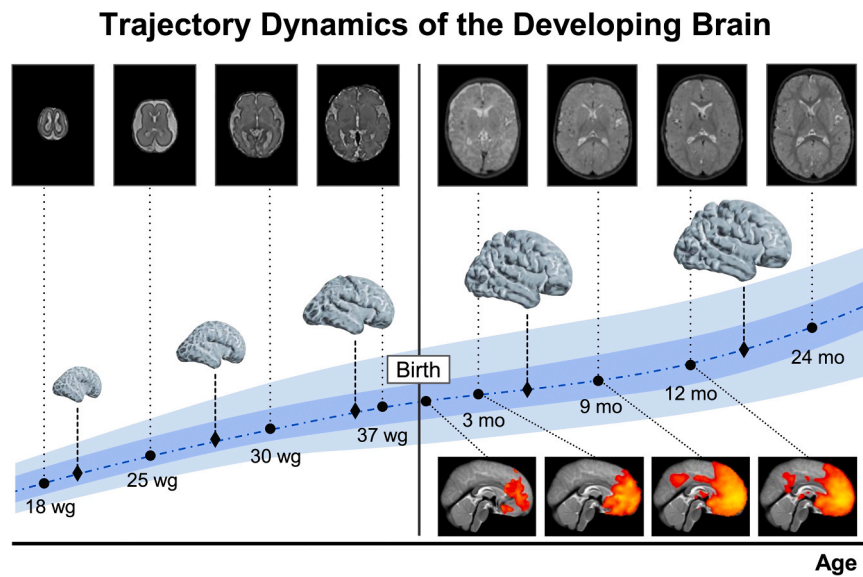 Trajectory Dynamics of the Developing Brain
Birth
18 wg
25 wg
30 wg
37 wg
3 mo
9 mo
12 mo
24 mo
Age